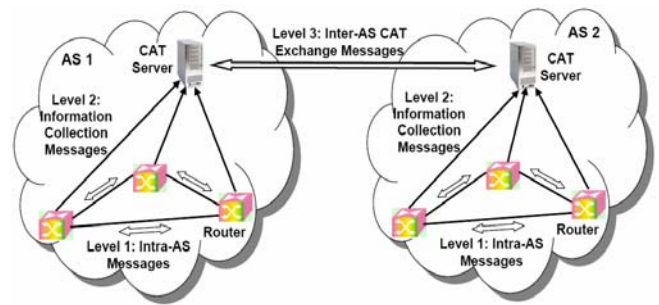 AS 1
CAT
Server
Level 3: Inter-AS CAT
Exchange Messages
AS 2
CAT
Server
Level 2:
Information
Collection
Messages
Level 2:
Information
Collection
Messages
Router
Level 1: Intra-AS
Messages
Router
Level 1: Intra-AS
Messages